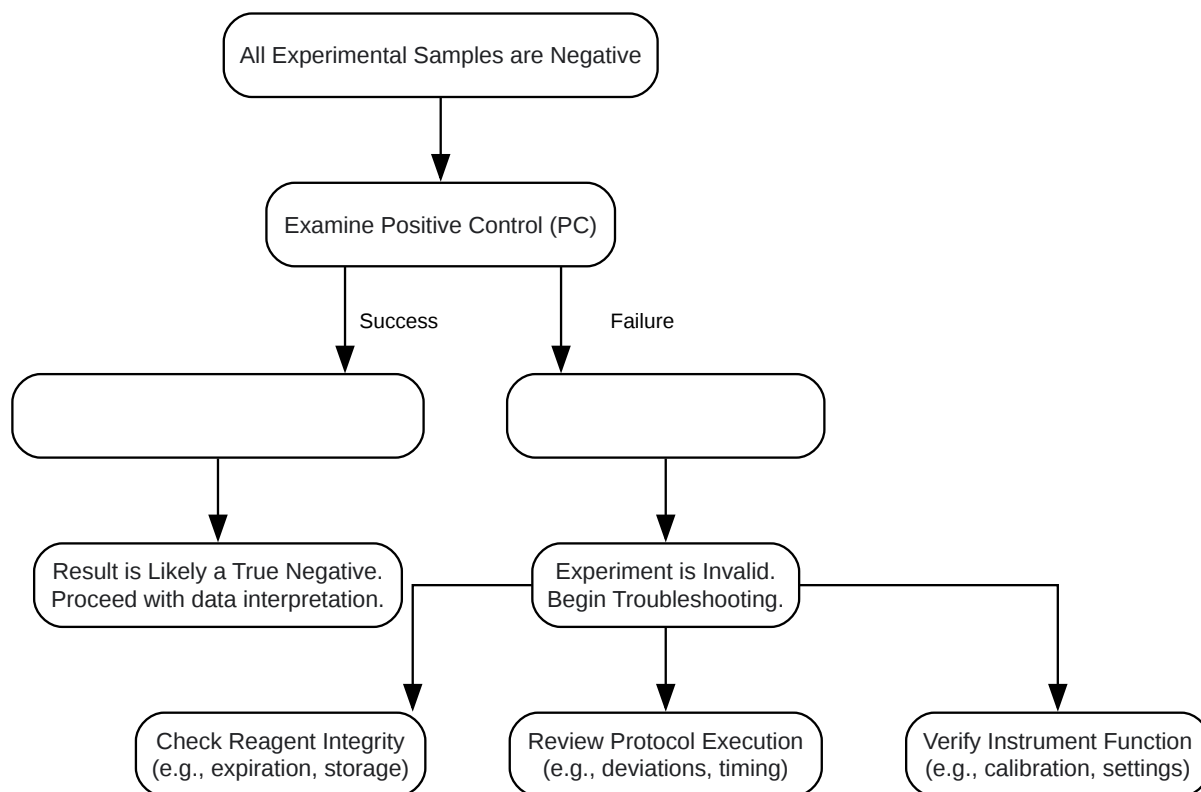 All Experimental Samples are Negative
Examine Positive Control (PC)
Success
Failure
Result is Likely a True Negative.
Proceed with data interpretation.
Experiment is Invalid.
Begin Troubleshooting.
Check Reagent Integrity
(e.g., expiration, storage)
Review Protocol Execution
(e.g., deviations, timing)
Verify Instrument Function
(e.g., calibration, settings)